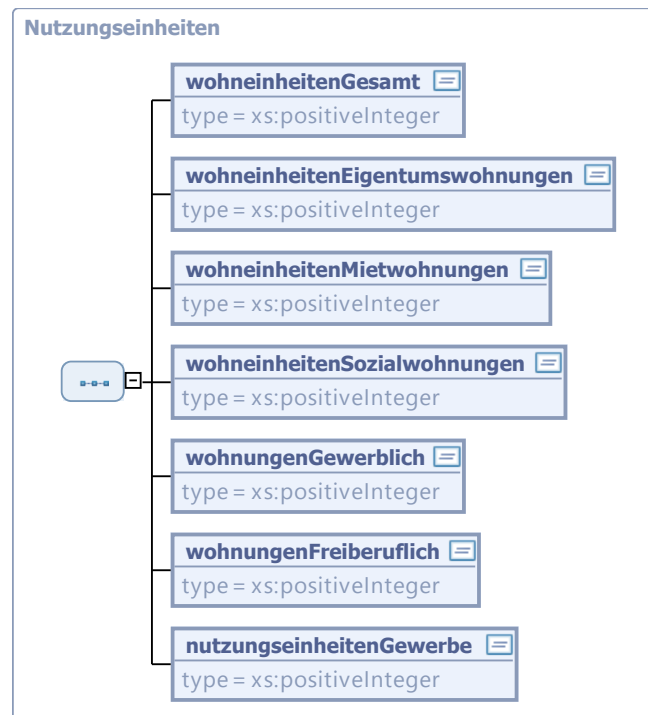 Nutzungseinheiten
wohneinheitenGesamt
type = xs:positiveInteger
wohneinheitenEigentumswohnungen
type = xs:positiveInteger
wohneinheitenMietwohnungen
type = xs:positiveInteger
wohneinheitenSozialwohnungen
type = xs:positiveInteger
wohnungenGewerblich
type = xs:positiveInteger
wohnungenFreiberuflich
type = xs:positiveInteger
nutzungseinheitenGewerbe
type = xs:positiveInteger